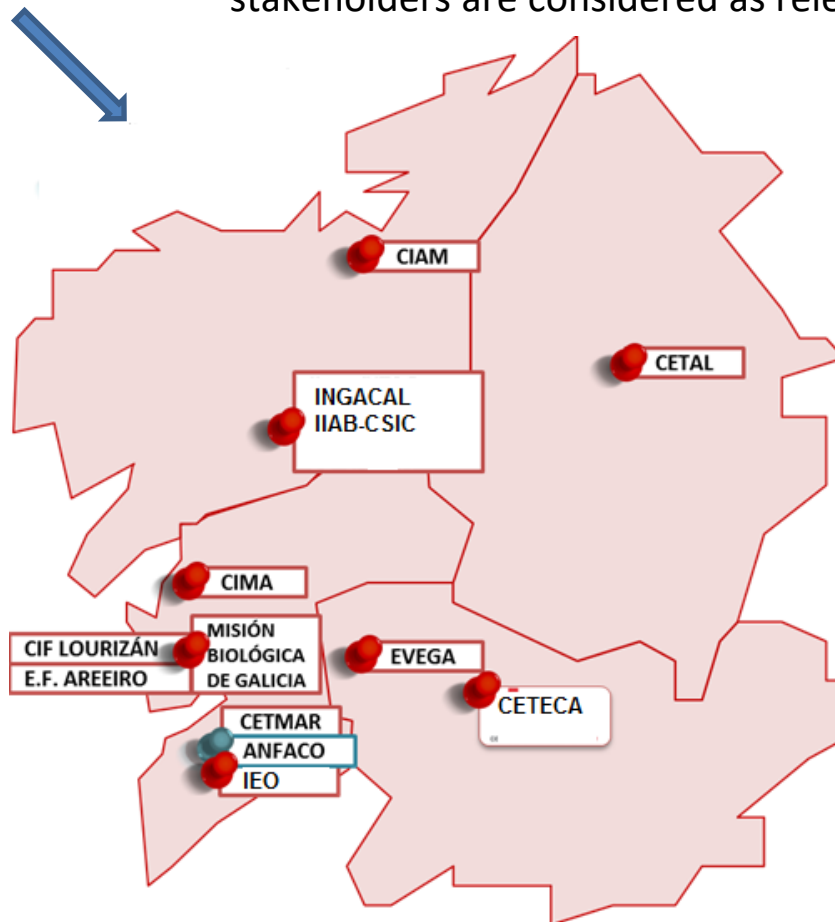 stakeholders are considered as rele
CIAM
CETAL
INGACAL
IIAB-CSIC
CIMA
CIF LOURIZÁN
E.F. AREEIRO
MISIÓN
BIOLÓGICA
DE GALICIA
EVEGA
CETECA
CETMAR
ANFACO
IEO